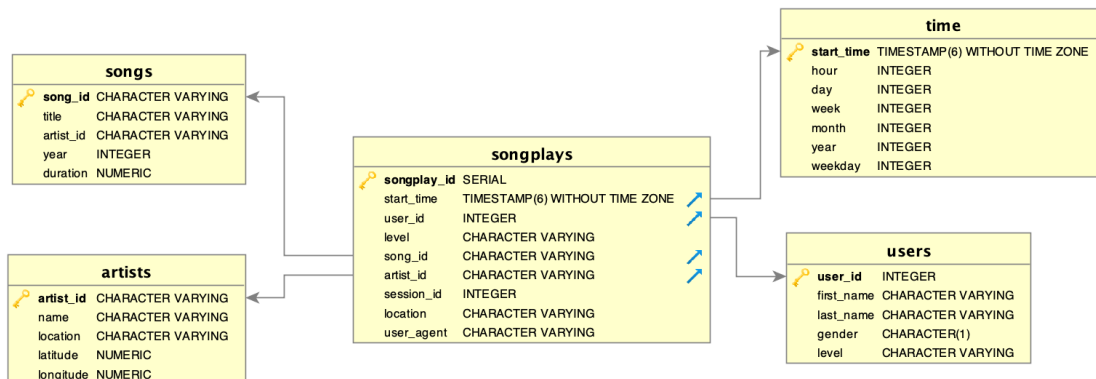 songs
song_id CHARACTER VARYING
title CHARACTER VARYING
artist_id CHARACTER VARYING
year INTEGER
duration NUMERIC
artists
artist_id CHARACTER VARYING
name CHARACTER VARYING
location CHARACTER VARYING
latitude NUMERIC
longitude NUMERIC
songplays
songplay_id SERIAL
start_time TIMESTAMP(6) WITHOUT TIME ZONE
user_id INTEGER
level CHARACTER VARYING
song_id CHARACTER VARYING
artist_id CHARACTER VARYING
session_id INTEGER
location CHARACTER VARYING
user_agent CHARACTER VARYING
time
start_time TIMESTAMP(6) WITHOUT TIME ZONE
hour INTEGER
day INTEGER
week INTEGER
month INTEGER
year INTEGER
weekday INTEGER
users
user_id INTEGER
first_name CHARACTER VARYING
last_name CHARACTER VARYING
gender CHARACTER(1)
level CHARACTER VARYING